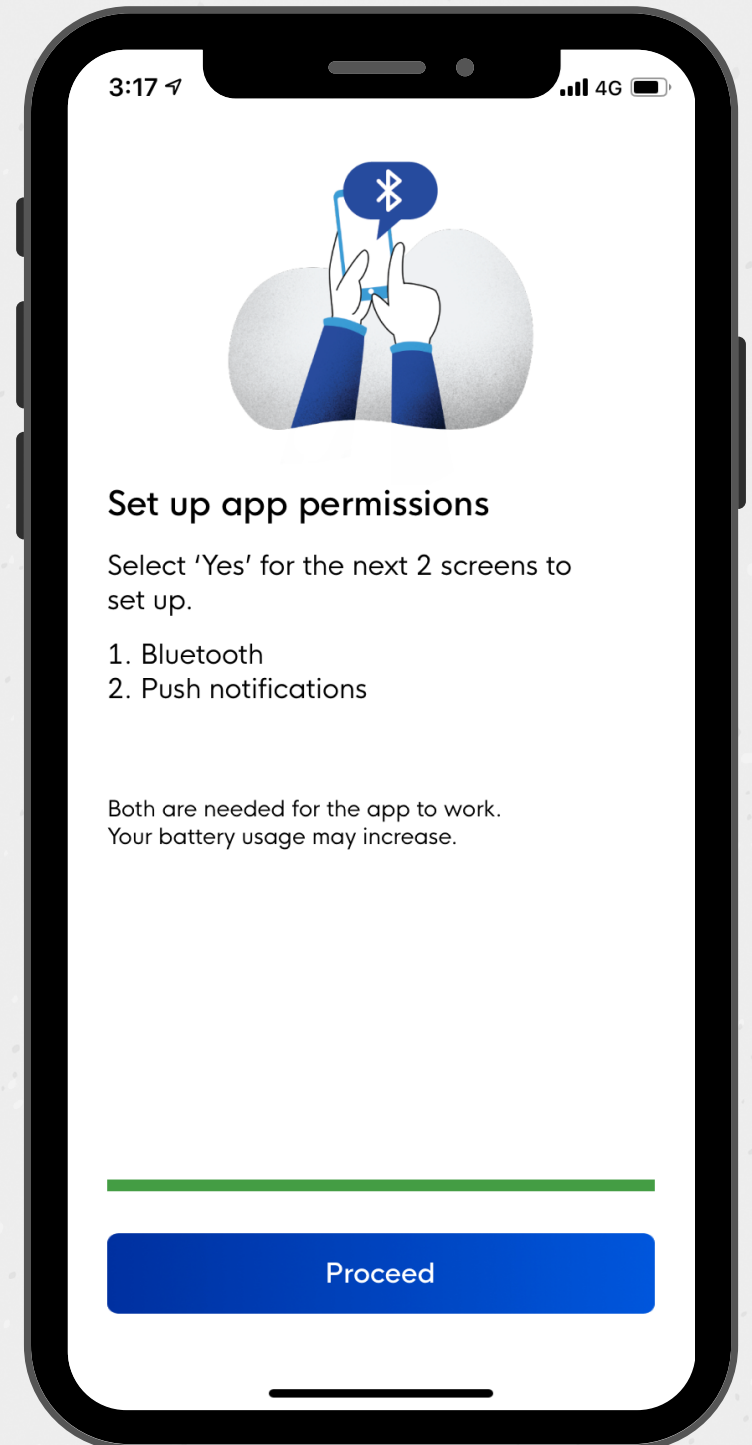 3:17 4G
Set up app permissions
Select ‘Yes’ for the next 2 screens to
set up.
1. Bluetooth
2. Push notifications
Both are needed for the app to work.
Your battery usage may increase.
Proceed